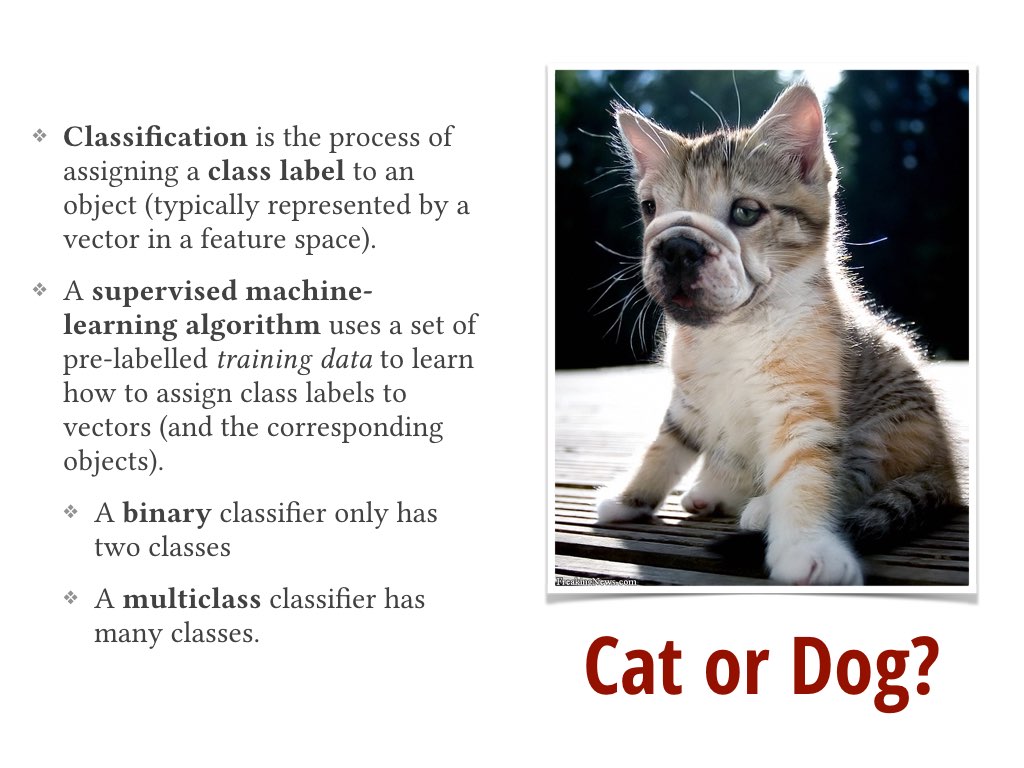 Classification is the process of
assigning a class label to an
object (typically represented by a
vector in a feature space).
A supervised machine-
learning algorithm uses a set of
pre-labelled training data to learn
how to assign class labels to
vectors (and the corresponding
objects).
A binary classifier only has
two classes
A multiclass classifier has
many classes.
FreakingNews.com
Cat or Dog?